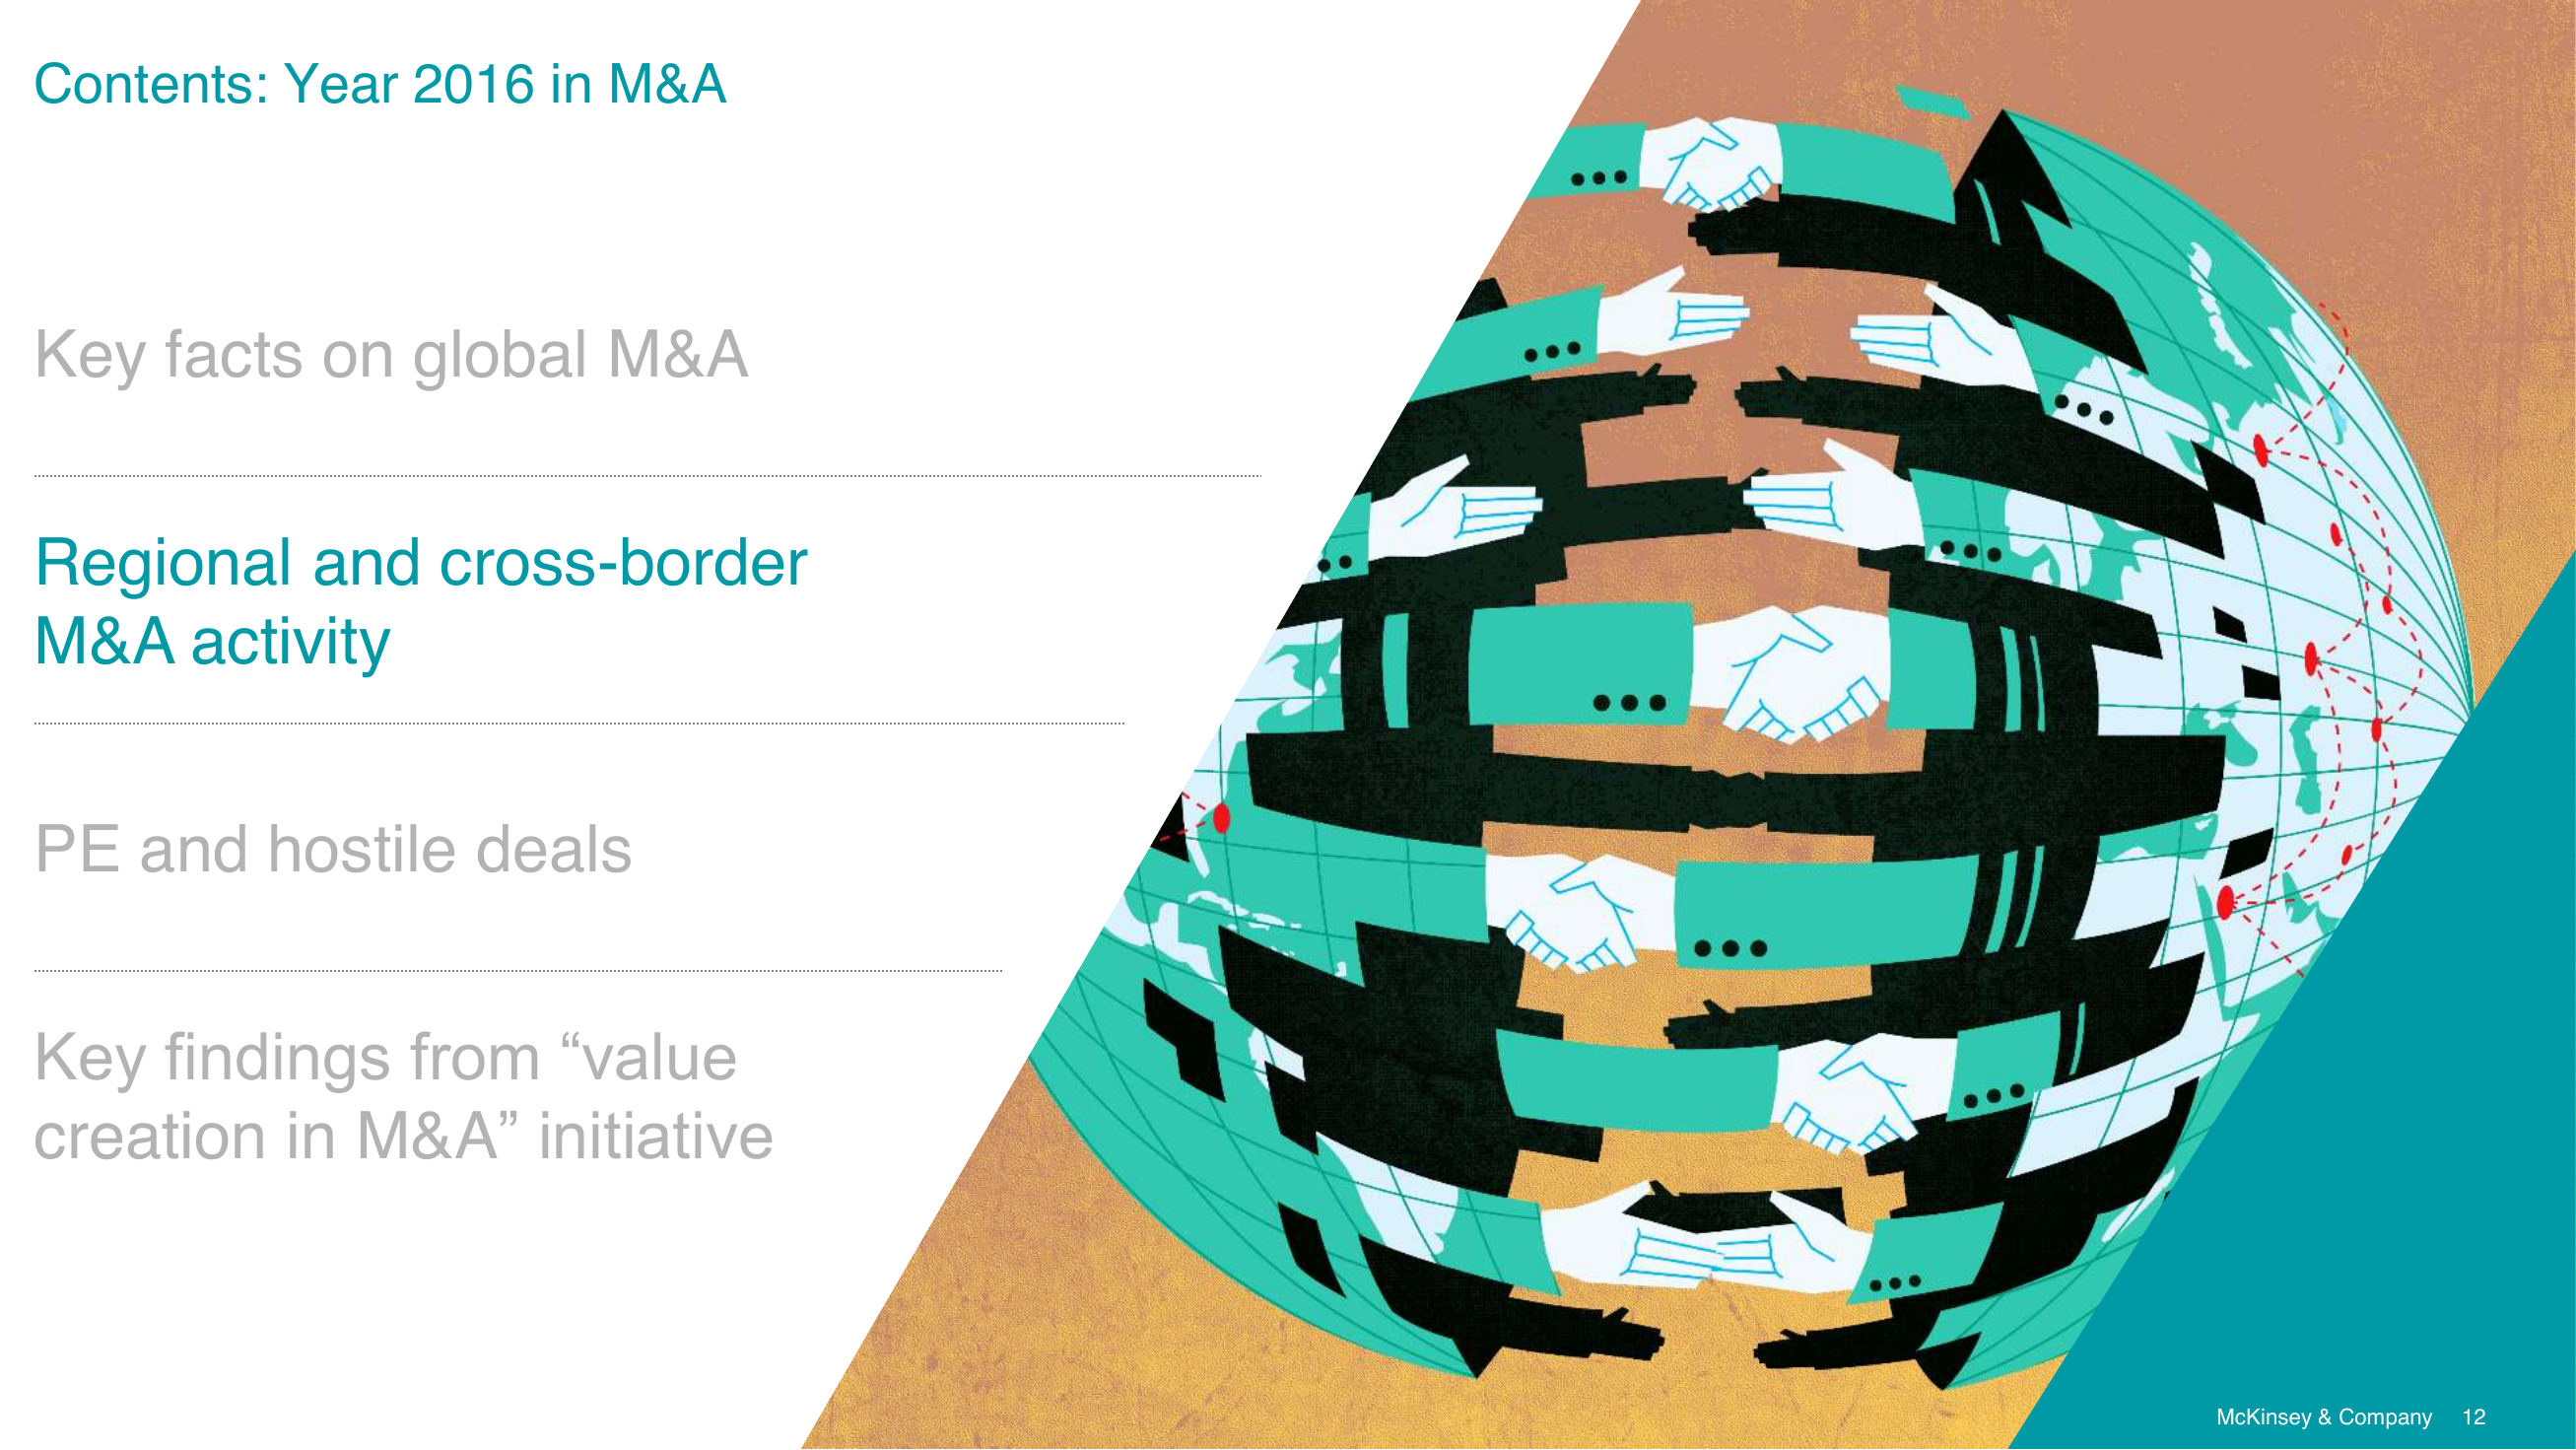 Contents: Year 2016 in M&A
Key facts on global M&A
Regional and cross-border
M&A activity
PE and hostile deals
Key findings from “value
creation in M&A” initiative
McKinsey & Company 12